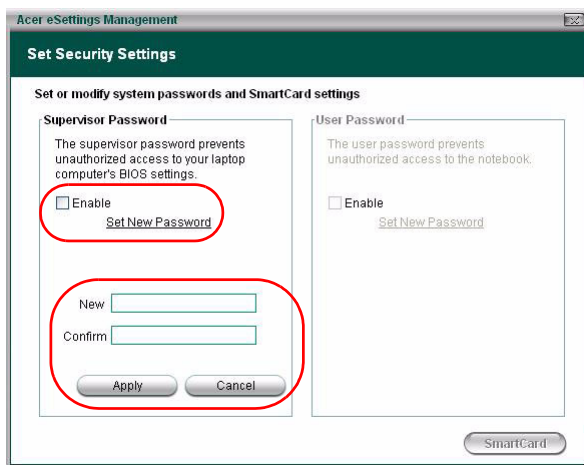 Acer eSettings Management
Set Security Settings
Set or modify system passwords and SmartCard settings
Supervisor Password
The supervisor password prevents
unauthorized access to your laptop
computer's BIOS settings.
Enable
Set New Password
New
Confirm
Apply
Cancel
User Password
The user password prevents
unauthorized access to the notebook.
Enable
Set New Password
SmartCard